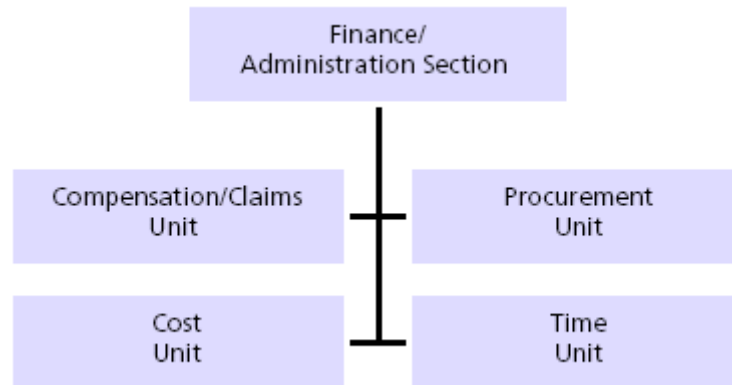 Finance/
Administration Section
Compensation/Claims
Unit
Procurement
Unit
Cost
Unit
Time
Unit